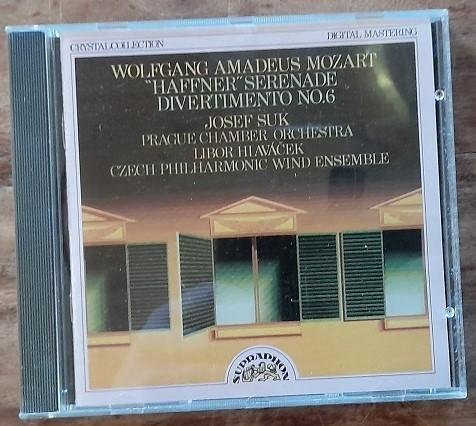 CRYSTAL COLLECTION
DIGITAL MASTERING
WOLFGANG AMADEUS MOZART
"HAFFNER" SERENADE
DIVERTIMENTO NO.6
JOSEF SUK
PRAGUE CHAMBER ORCHESTRA
LIBOR HLAVÁČEK
CZECH PHILHARMONIC WIND ENSEMBLE
SUPRAPHON